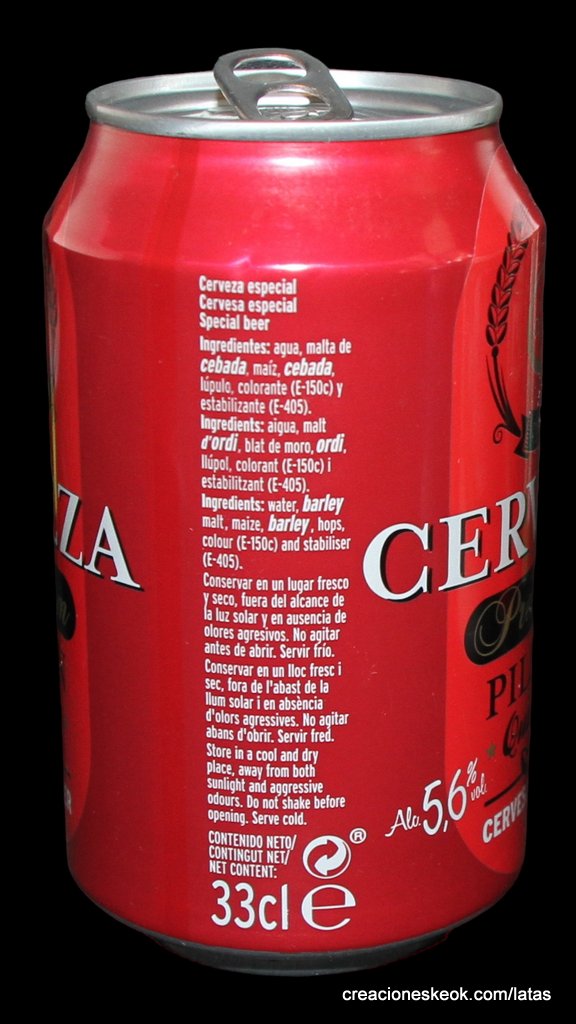 Cerveza especial
Cervesa especial
Special beer
Ingredientes: agua, malta de
cebada, maíz, cebada,
lúpulo, colorante (E-150c) y
estabilizante (E-405).
Ingredients: aigua, malt
d'ordi, blat de moro, ordi,
llúpol, colorant (E-150c) i
estabilitzant (E-405).
Ingredients: water, barley
malt, maize, barley, hops,
colour (E-150c) and stabiliser
(E-405).
Conservar en un lugar fresco
y seco, fuera del alcance de
la luz solar y en ausencia de
olores agresivos. No agitar
antes de abrir. Servir frío.
Conservar en un lloc fresc i
sec, fora de l'abast de la
llum solar i en absència
d'olors agressives. No agitar
abans d'obrir. Servir fred.
Store in a cool and dry
place, away from both
sunlight and aggressive
odours. Do not shake before
opening. Serve cold.
CONTENIDO NETO/
CONTINGUT NET/
NET CONTENT:
®
33cl e
ZZA
CERV
PIL
Alc. 5,6% vol.
CERVES
creacioneskeok.com/latas